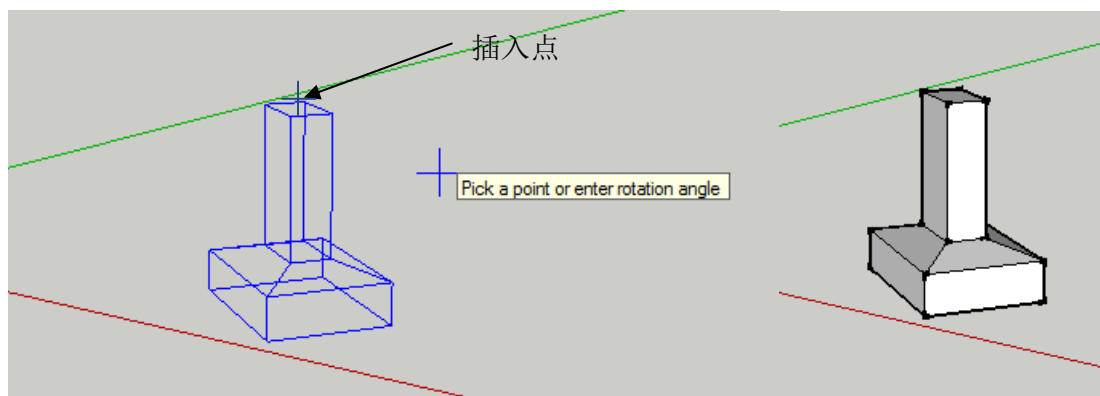 插入点
Pick a point or enter rotation angle